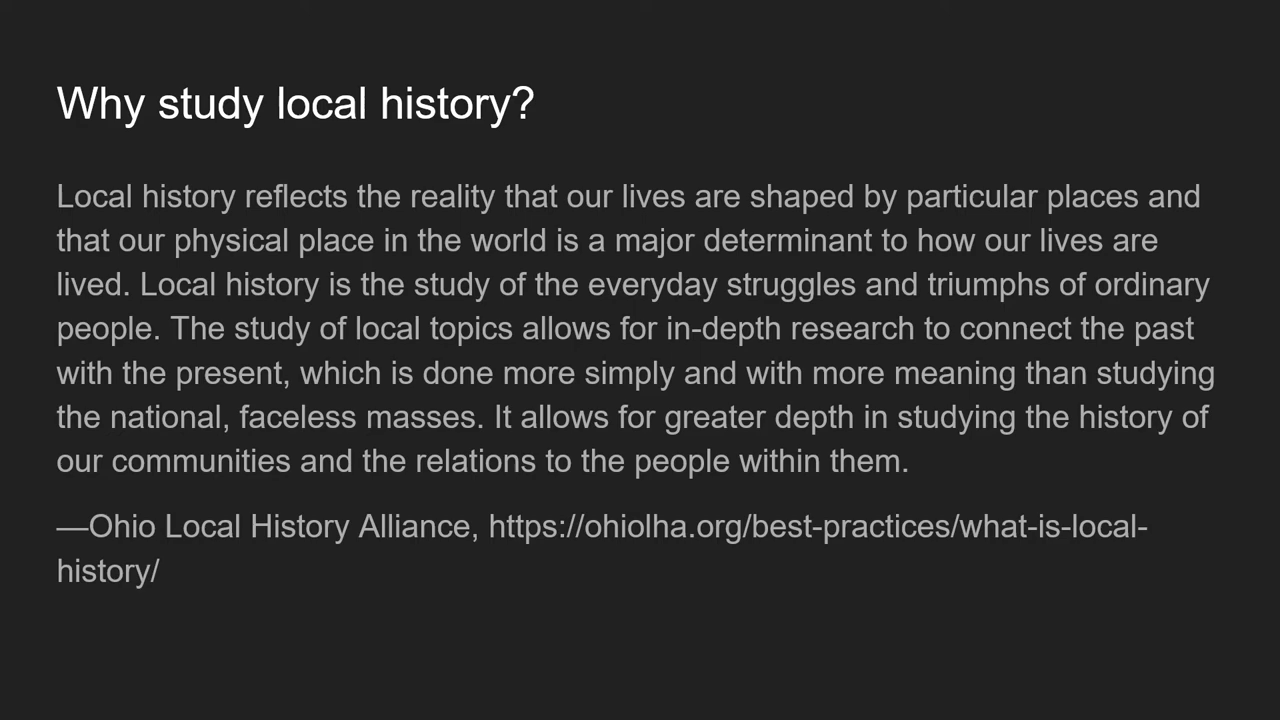 Why study local history?
Local history reflects the reality that our lives are shaped by particular places and
that our physical place in the world is a major determinant to how our lives are
lived. Local history is the study of the everyday struggles and triumphs of ordinary
people. The study of local topics allows for in-depth research to connect the past
with the present, which is done more simply and with more meaning than studying
the national, faceless masses. It allows for greater depth in studying the history of
our communities and the relations to the people within them.
—Ohio Local History Alliance, https://ohiolha.org/best-practices/what-is-local-
history/